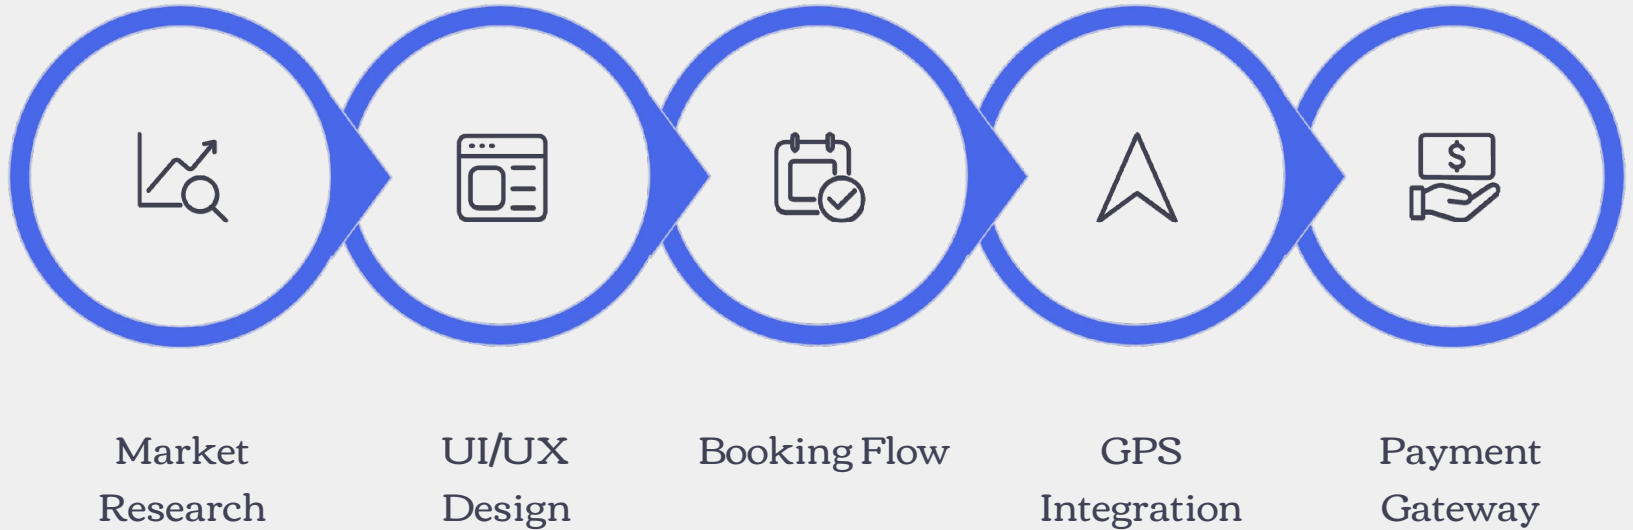 $
Market
Research
UI/UX
Design
Booking Flow
GPS
Integration
Payment
Gateway